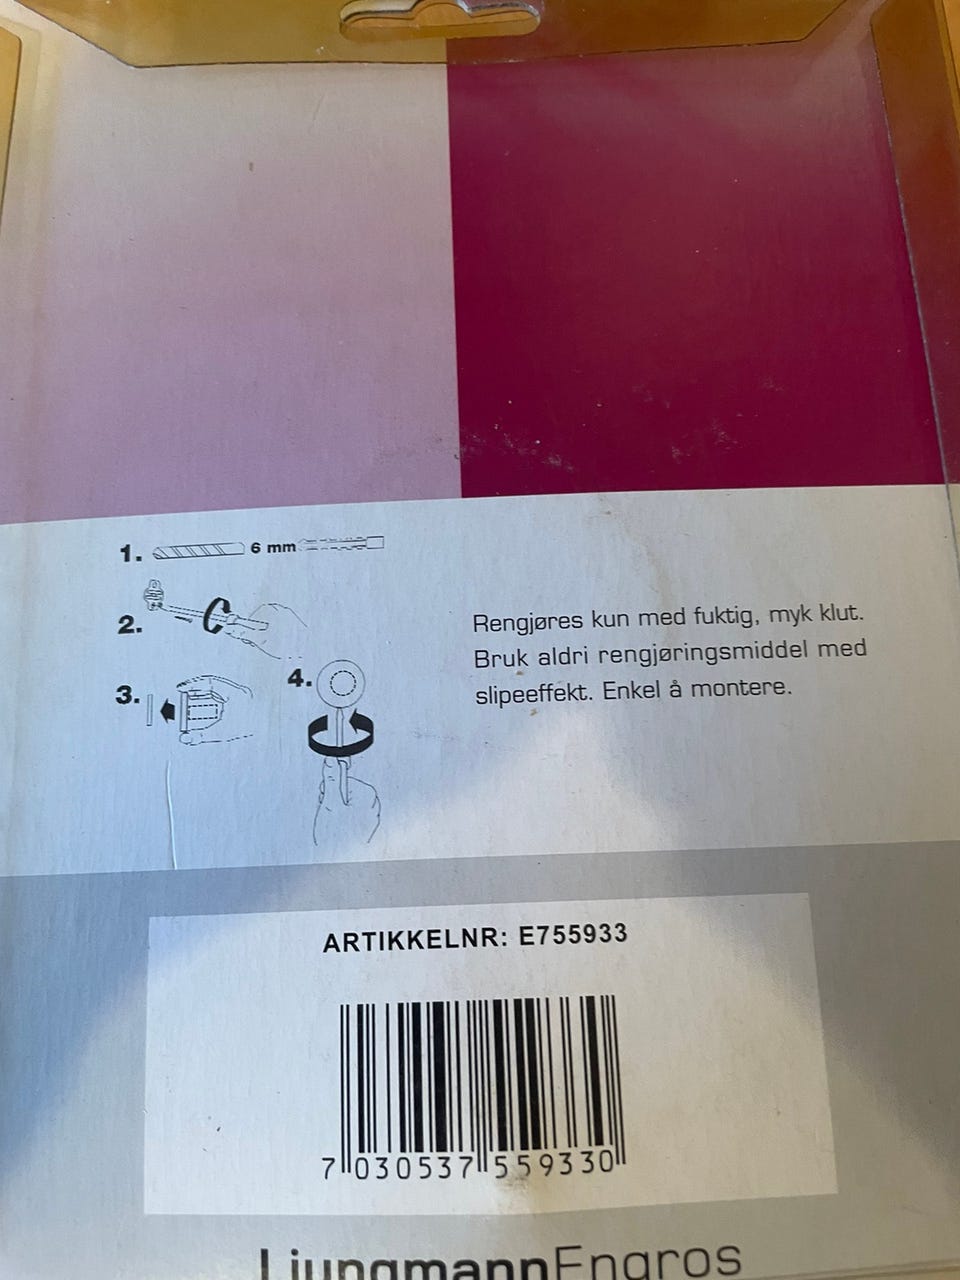 1. 6 mm
2.
3.
4.
Rengjøres kun med fuktig, myk klut.
Bruk aldri rengjøringsmiddel med
slipeeffekt. Enkel å montere.
ARTIKKELNR: E755933
7 030537 559330
LjungmannEngros